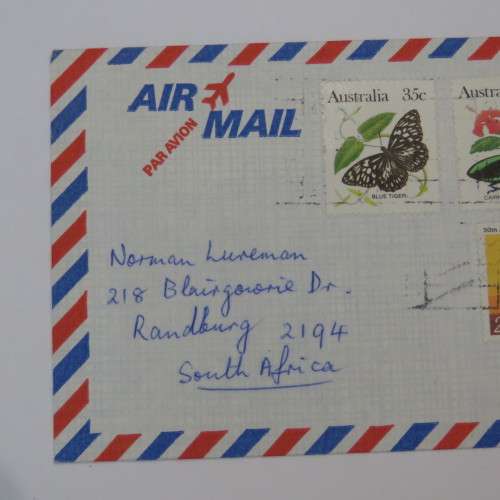 AIR MAIL
PAR AVION
Australia 35c
BLUE TIGER
Norman Lureman
218 Blairgowrie Dr.
Randburg 2194
South Africa